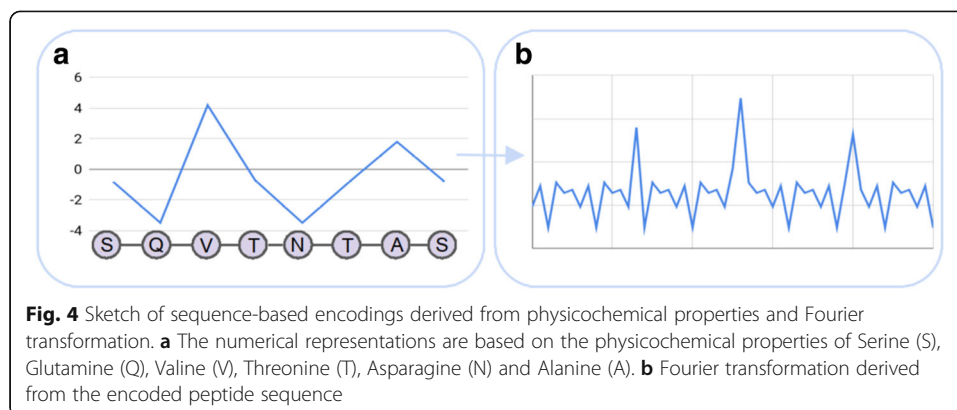 a
b
6
4
2
0
-2
-4
S Q V T N T A S
Fig. 4 Sketch of sequence-based encodings derived from physicochemical properties and Fourier
transformation. a The numerical representations are based on the physicochemical properties of Serine (S),
Glutamine (Q), Valine (V), Threonine (T), Asparagine (N) and Alanine (A). b Fourier transformation derived
from the encoded peptide sequence